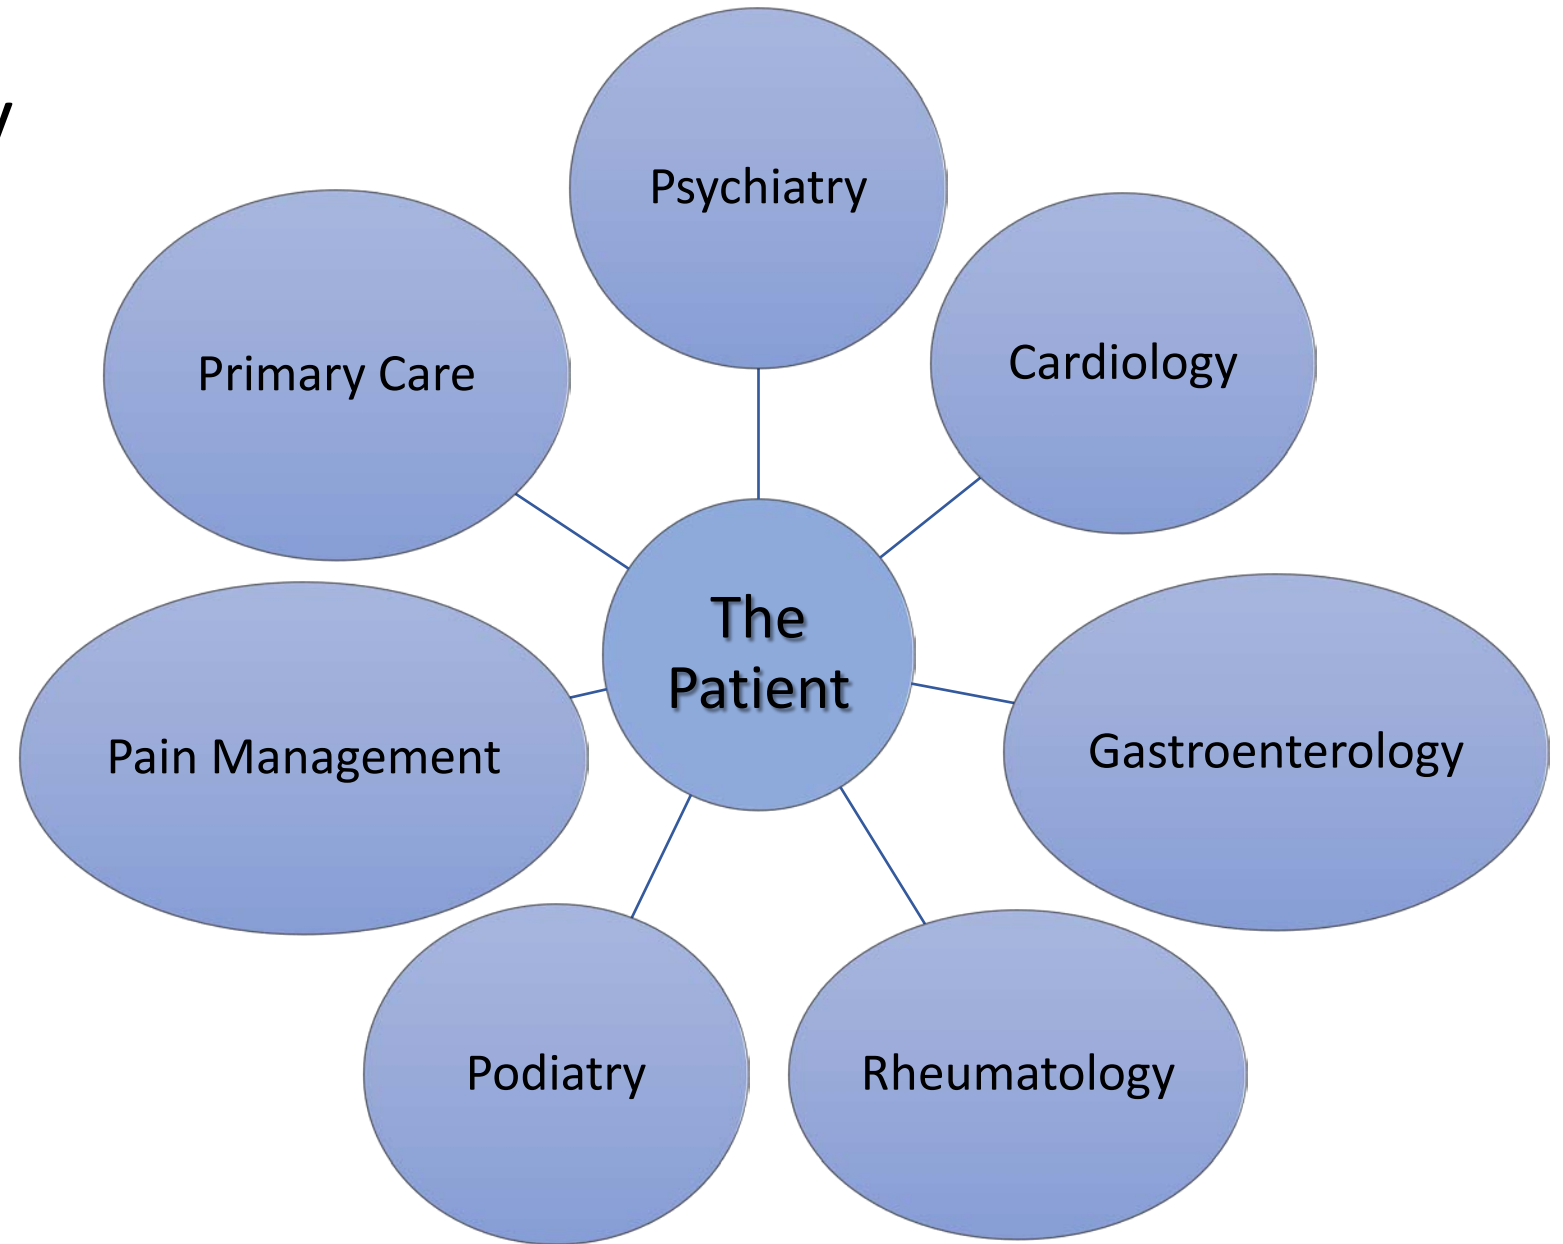 Psychiatry
Cardiology
Primary Care
The
Patient
Gastroenterology
Pain Management
Podiatry
Rheumatology